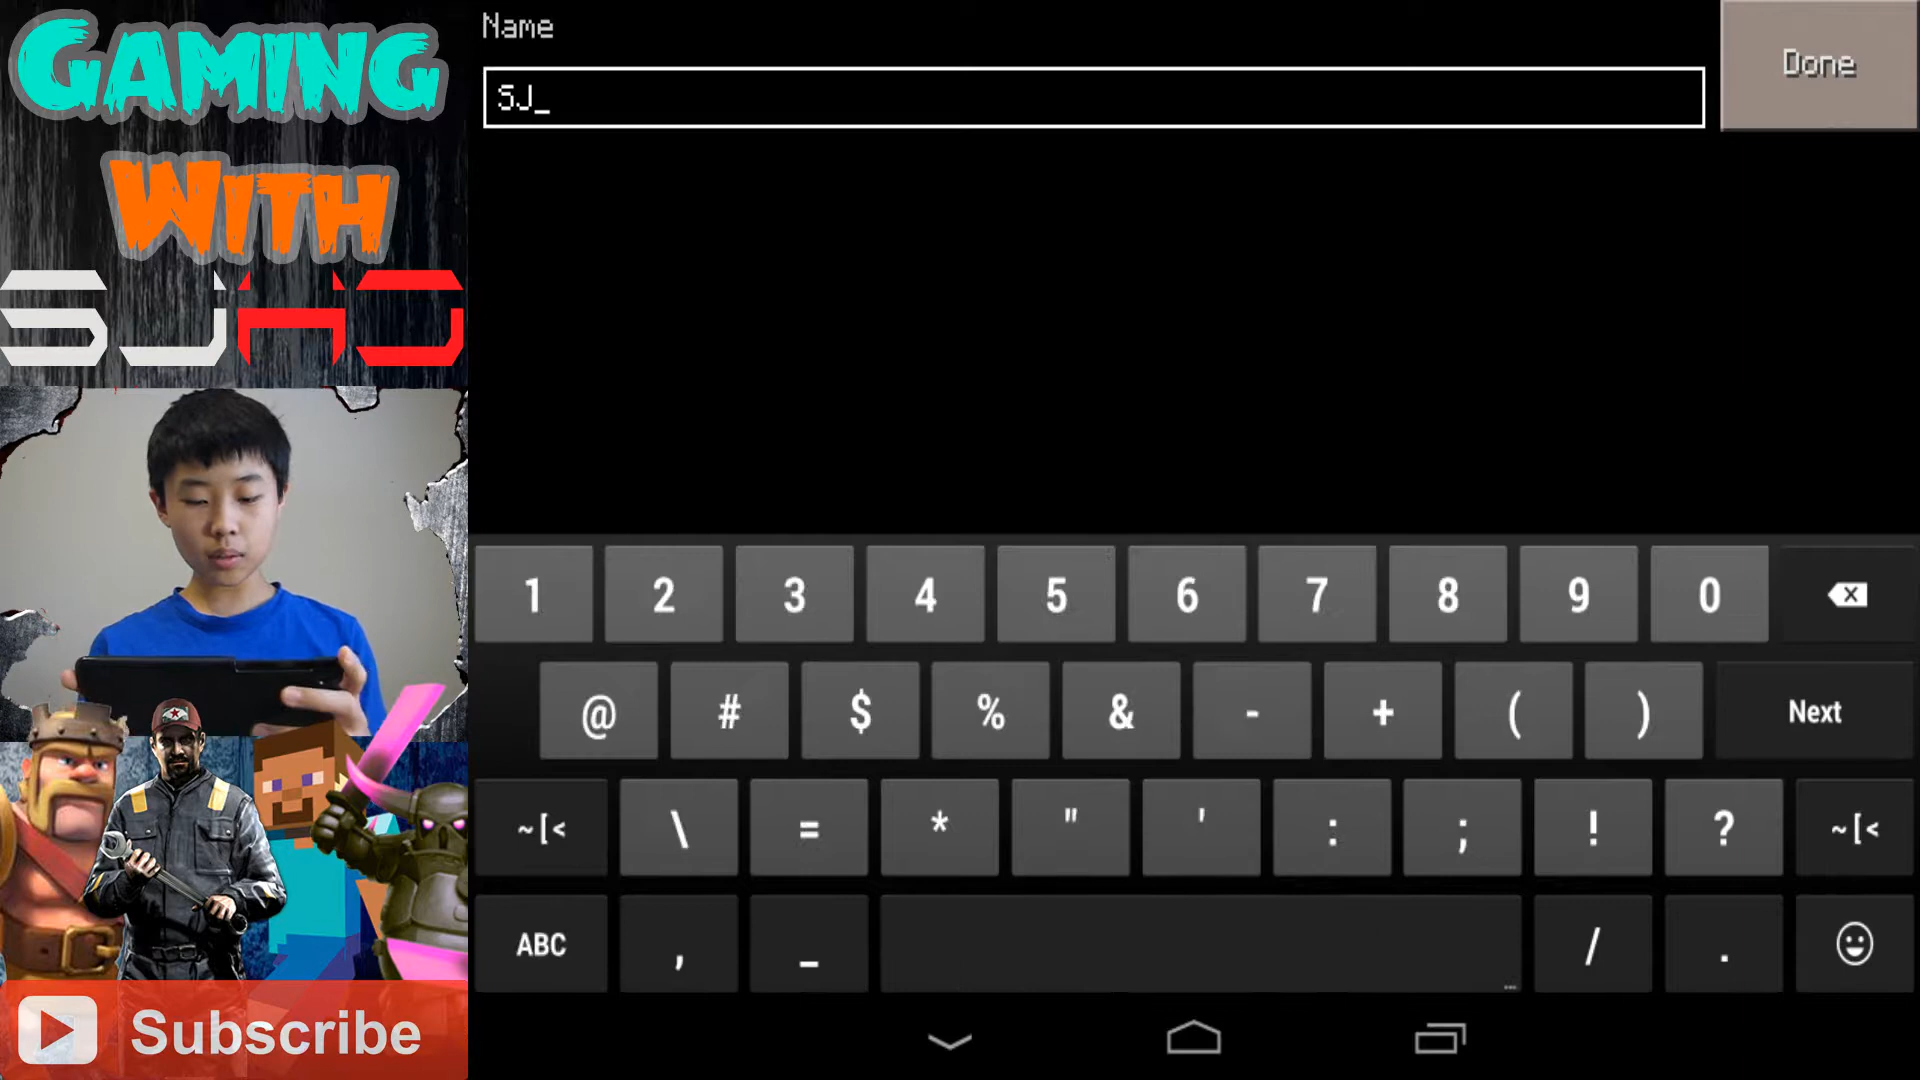 GAMING
WITH
SJHD
Subscribe
Name
SJ_
Done
1 2 3 4 5 6 7 8 9 0
@ # $ % & - + ( ) Next
~[< \ = * " ' : ; ! ? ~[<
ABC , _ / .
...